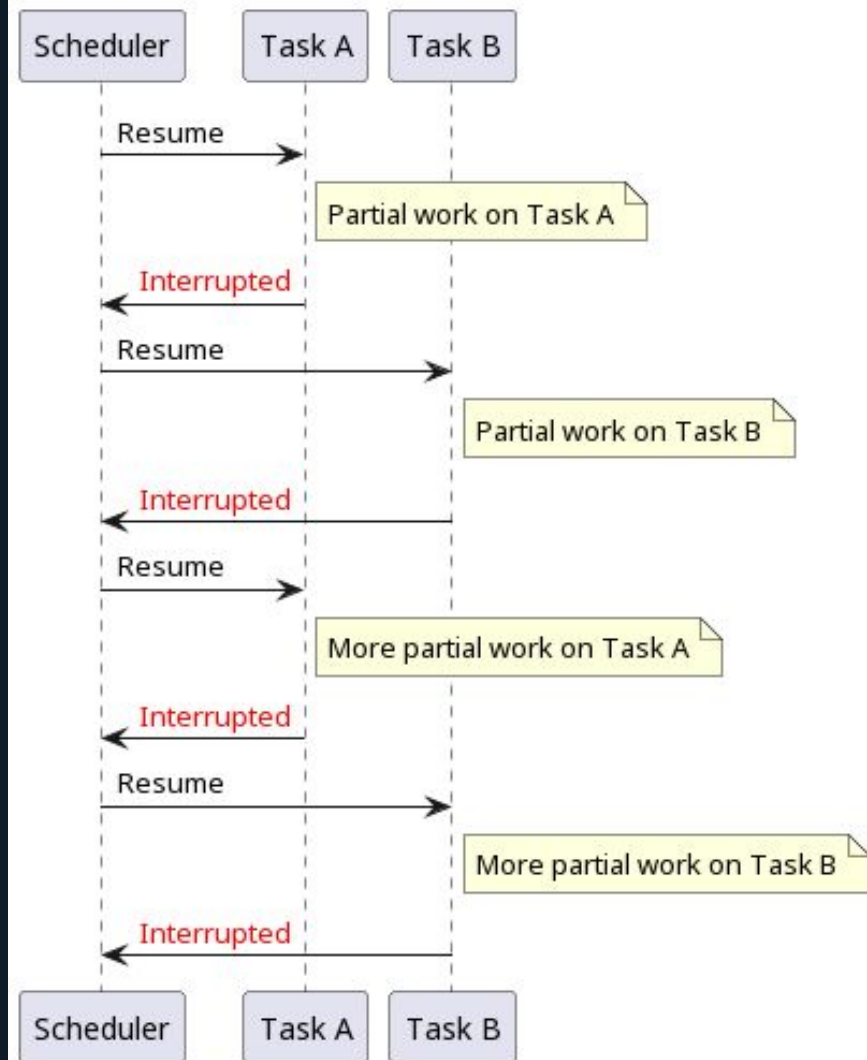 Scheduler
Task A
Task B
Resume
Partial work on Task A
Interrupted
Resume
Partial work on Task B
Interrupted
Resume
More partial work on Task A
Interrupted
Resume
More partial work on Task B
Interrupted
Scheduler
Task A
Task B